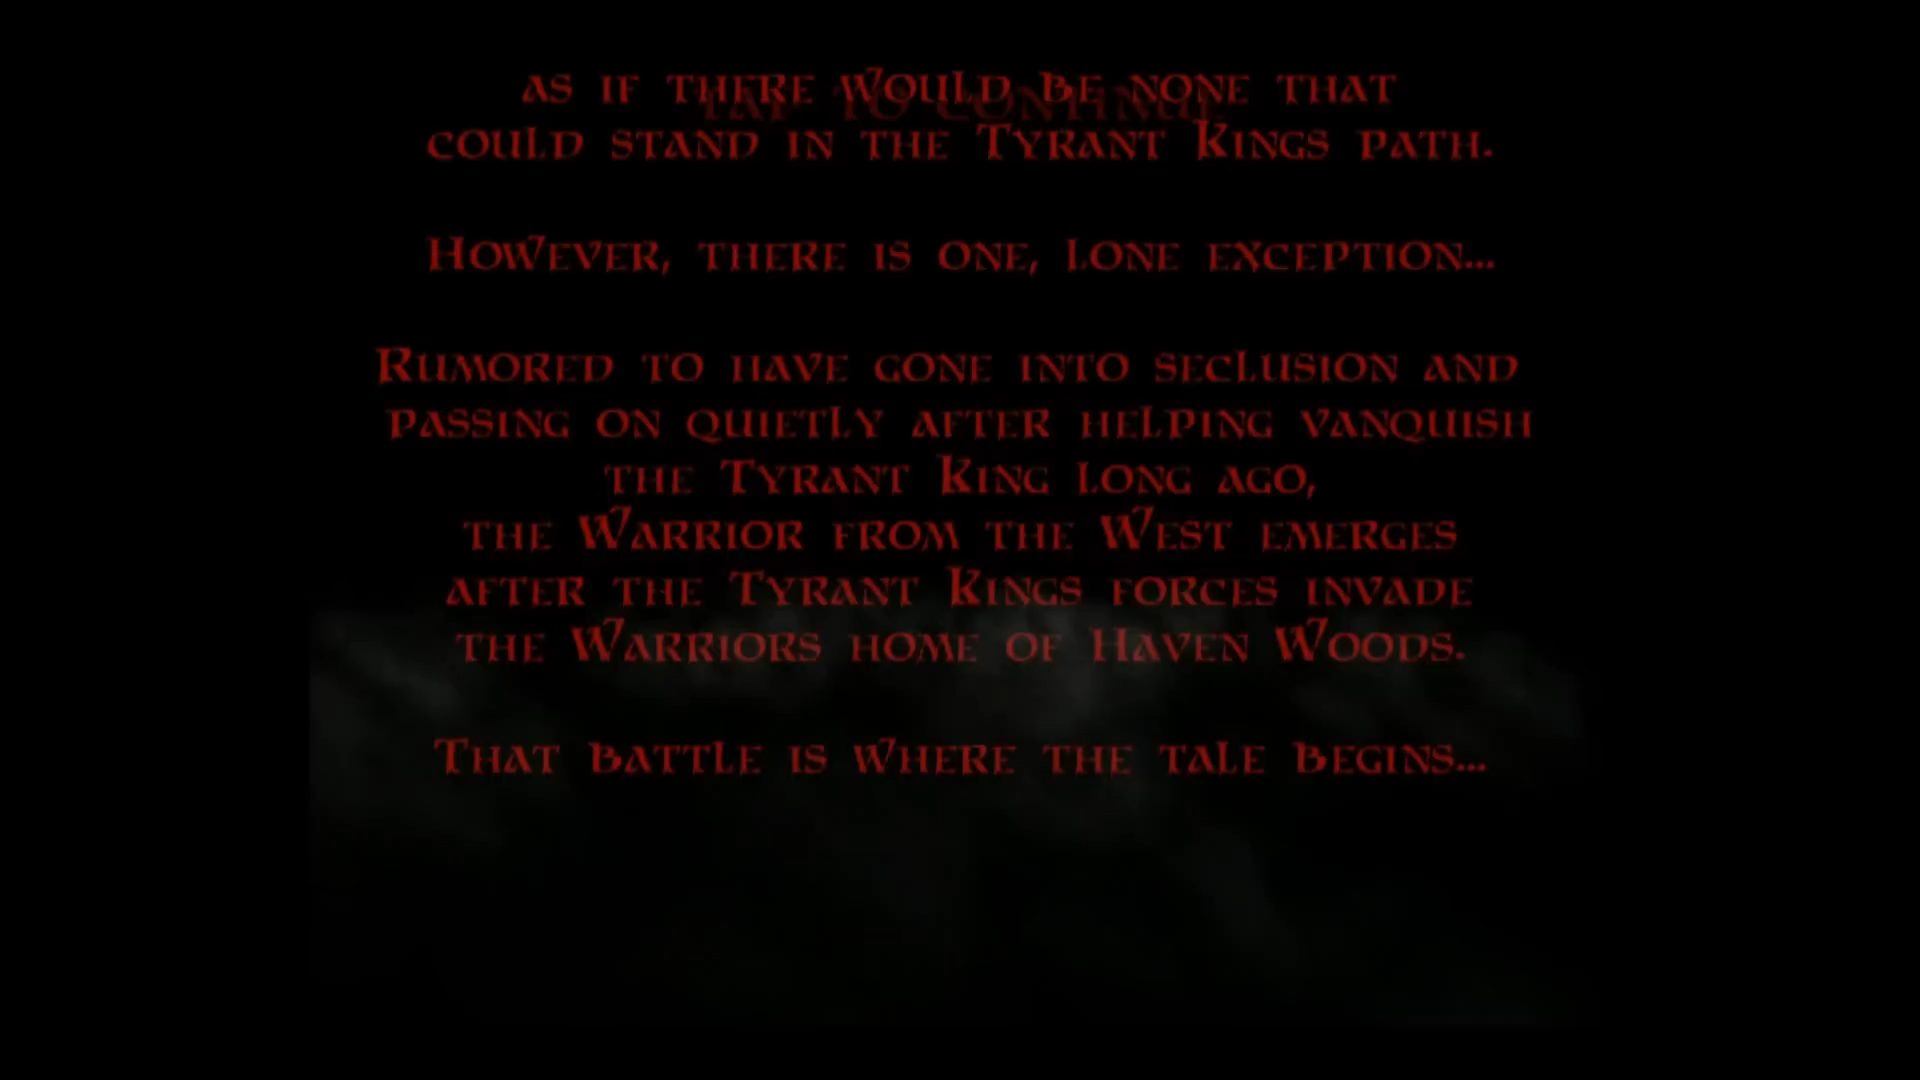 as if there would be none that
Tap to continue
could stand in the Tyrant Kings path.
However, there is one, lone exception...
Rumored to have gone into seclusion and
passing on quietly after helping vanquish
the Tyrant King long ago,
the Warrior from the West emerges
after the Tyrant Kings forces invade
the Warriors home of Haven Woods.
That battle is where the tale begins...